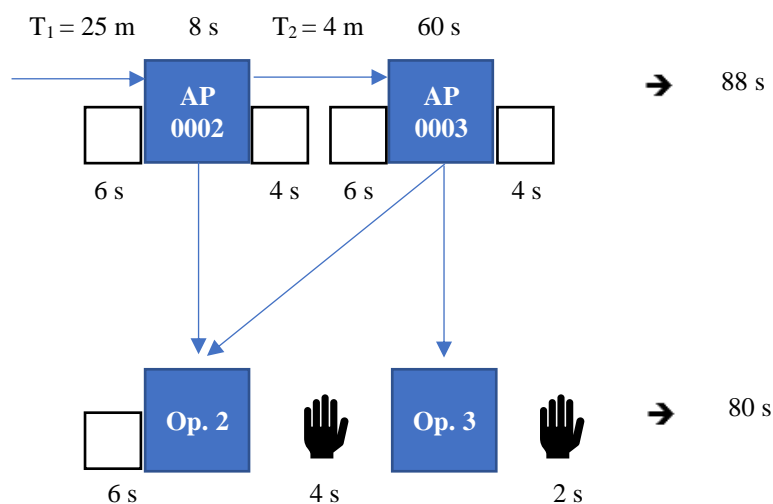 T₁ = 25 m 8 s T₂ = 4 m 60 s
AP 0002 AP 0003 ➔ 88 s
6 s 4 s 6 s 4 s
Op. 2 Op. 3 ➔ 80 s
6 s 4 s 2 s